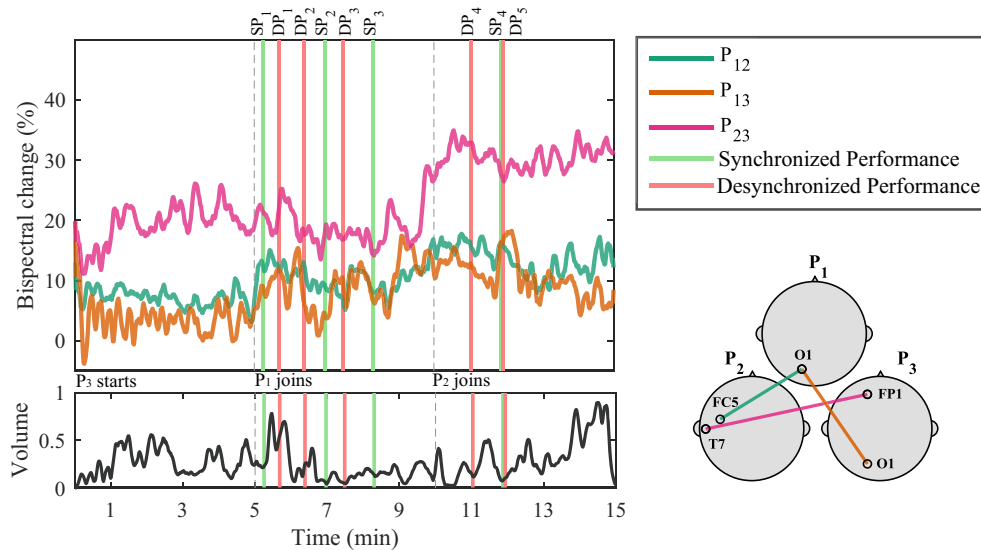 SP1 DP1 DP2 SP2 DP3 SP3 DP4 SP4 DP5
Bispectral change (%)
40
30
20
10
0
P3 starts P1 joins P2 joins
Volume
1
0.5
0
1 3 5 7 9 11 13 15
Time (min)
P12
P13
P23
Synchronized Performance
Desynchronized Performance
P1
O1
P2 P3
FC5 FP1
T7
O1